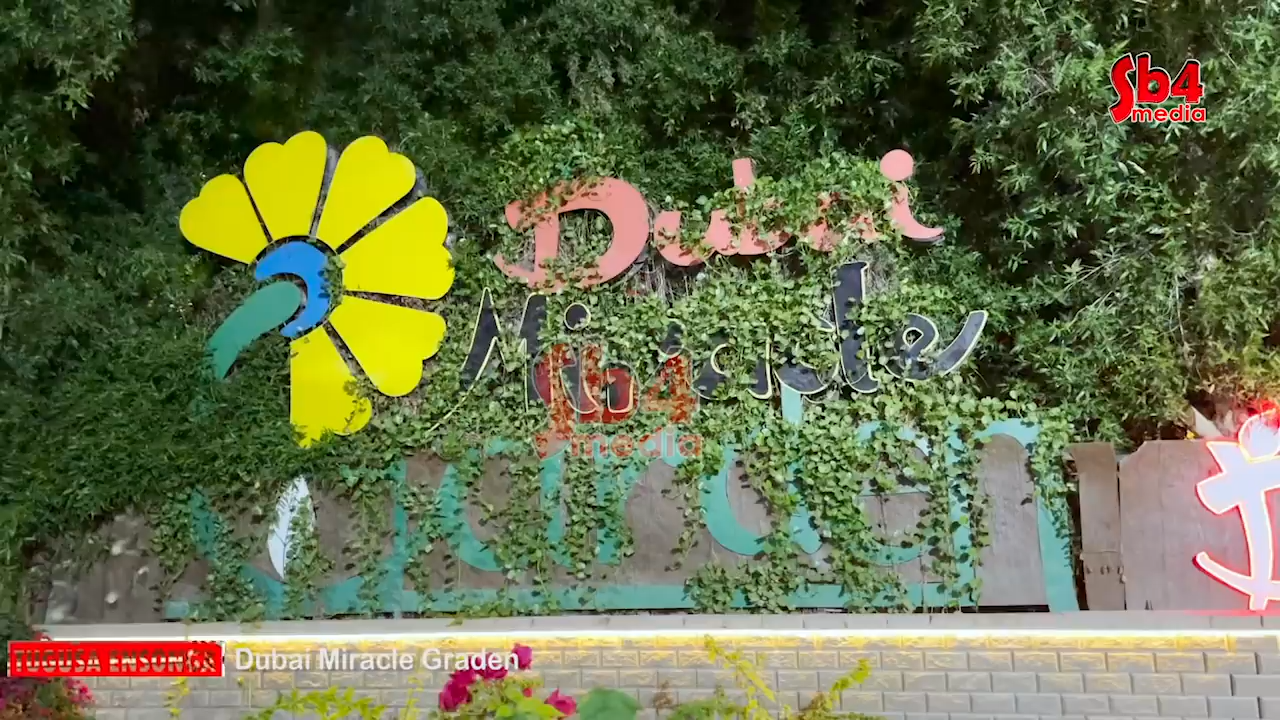 Sb4
media
Dubai
Miracle
Sb4
media
Garden
TUGUSA ENSONGA
Dubai Miracle Graden